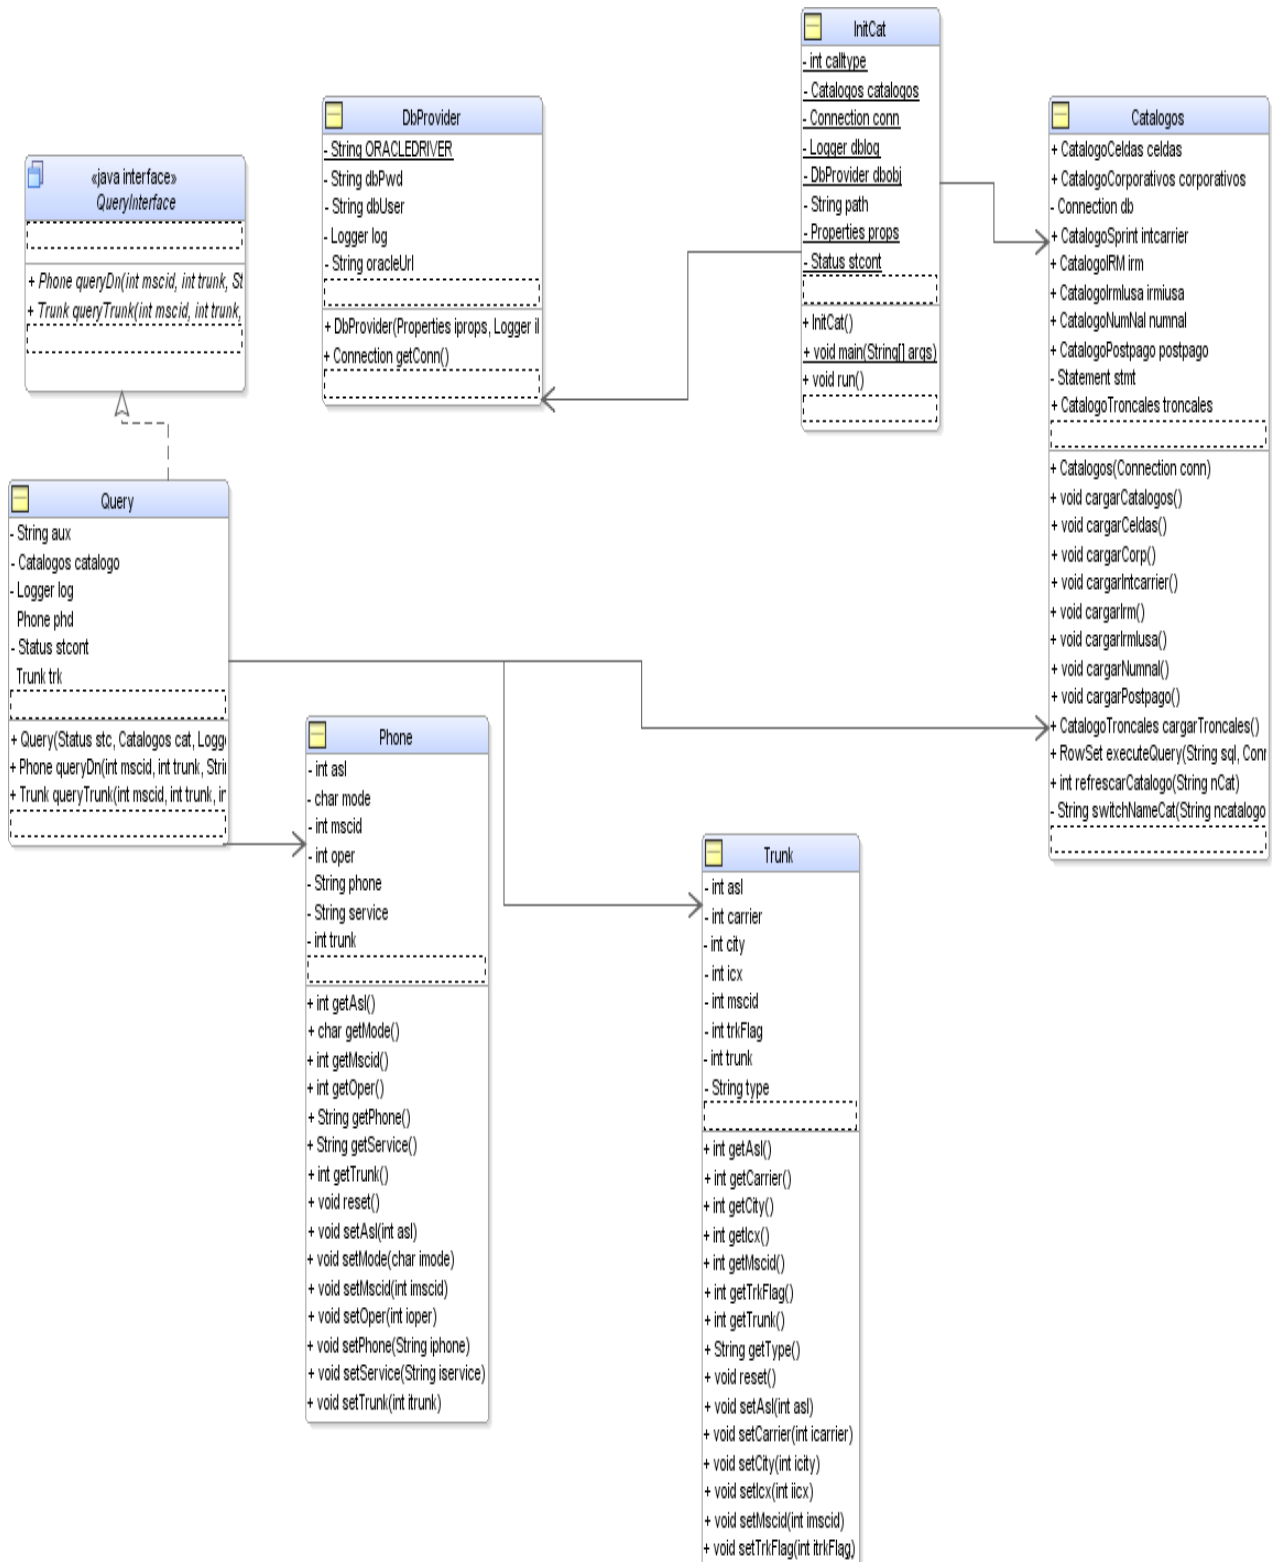 «java interface»
QueryInterface
+ Phone queryDn(int mscid, int trunk, St
+ Trunk queryTrunk(int mscid, int trunk,
DbProvider
- String ORACLEDRIVER
- String dbPwd
- String dbUser
- Logger log
- String oracleUrl
+ DbProvider(Properties iprops, Logger il
+ Connection getConn()
InitCat
- int calltype
- Catalogos catalogos
- Connection conn
- Logger dblog
- DbProvider dbobj
- String path
- Properties props
- Status stcont
+ InitCat()
+ void main(String[] args)
+ void run()
Catalogos
+ CatalogoCeldas celdas
+ CatalogoCorporativos corporativos
- Connection db
+ CatalogoSprint intcarrier
+ CatalogoIRM irm
+ CatalogoIrmIusa irmiusa
+ CatalogoNumNal numnal
+ CatalogoPostpago postpago
- Statement stmt
+ CatalogoTroncales troncales
+ Catalogos(Connection conn)
+ void cargarCatalogos()
+ void cargarCeldas()
+ void cargarCorp()
+ void cargarIntcarrier()
+ void cargarIrm()
+ void cargarIrmIusa()
+ void cargarNumnal()
+ void cargarPostpago()
+ CatalogoTroncales cargarTroncales()
+ RowSet executeQuery(String sql, Conn
+ int refrescarCatalogo(String nCat)
- String switchNameCat(String ncatalogo
Query
- String aux
- Catalogos catalogo
- Logger log
Phone phd
- Status stcont
Trunk trk
+ Query(Status stc, Catalogos cat, Logge
+ Phone queryDn(int mscid, int trunk, Strin
+ Trunk queryTrunk(int mscid, int trunk, in
Phone
- int asl
- char mode
- int mscid
- int oper
- String phone
- String service
- int trunk
+ int getAsl()
+ char getMode()
+ int getMscid()
+ int getOper()
+ String getPhone()
+ String getService()
+ int getTrunk()
+ void reset()
+ void setAsl(int asl)
+ void setMode(char imode)
+ void setMscid(int imscid)
+ void setOper(int ioper)
+ void setPhone(String iphone)
+ void setService(String iservice)
+ void setTrunk(int itrunk)
Trunk
- int asl
- int carrier
- int city
- int icx
- int mscid
- int trkFlag
- int trunk
- String type
+ int getAsl()
+ int getCarrier()
+ int getCity()
+ int getIcx()
+ int getMscid()
+ int getTrkFlag()
+ int getTrunk()
+ String getType()
+ void reset()
+ void setAsl(int asl)
+ void setCarrier(int icarrier)
+ void setCity(int icity)
+ void setIcx(int iicx)
+ void setMscid(int imscid)
+ void setTrkFlag(int itrkFlag)